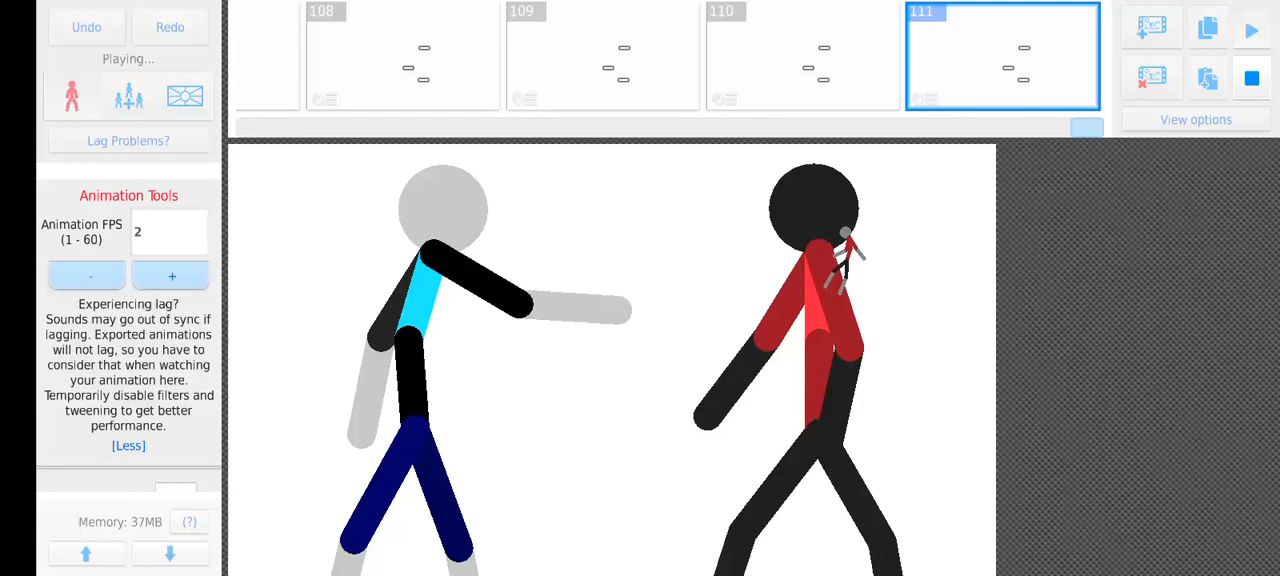 Undo
Redo
Playing...
Lag Problems?
Animation Tools
Animation FPS
(1 - 60)
2
-
+
Experiencing lag?
Sounds may go out of sync if
lagging. Exported animations
will not lag, so you have to
consider that when watching
your animation here.
Temporarily disable filters and
tweening to get better
performance.
[Less]
Memory: 37MB
(?)
108
109
110
111
View options